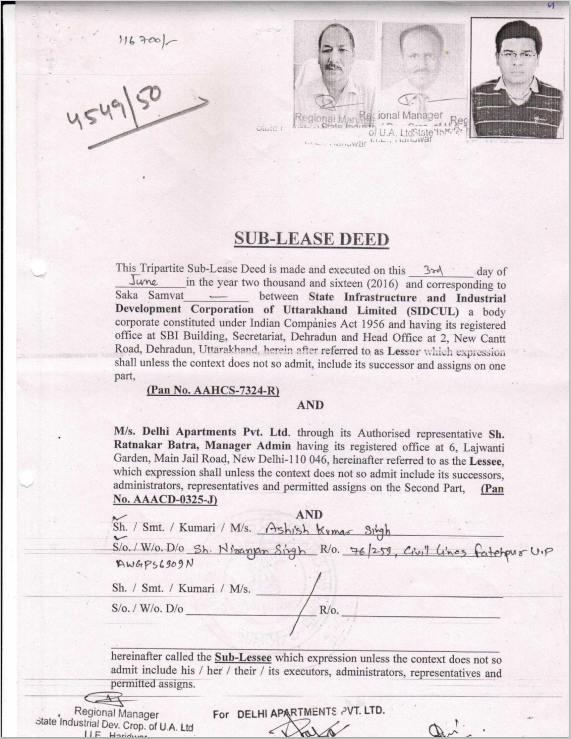 116700/-
4549/50
Regional Manager
Regional Manager
of U.A. Ltd
SUB-LEASE DEED
This Tripartite Sub-Lease Deed is made and executed on this 3rd day of
June in the year two thousand and sixteen (2016) and corresponding to
Saka Samvat — between State Infrastructure and Industrial
Development Corporation of Uttarakhand Limited (SIDCUL) a body
corporate constituted under Indian Companies Act 1956 and having its registered
office at SBI Building, Secretariat, Dehradun and Head Office at 2, New Cantt
Road, Dehradun, Uttarakhand, herein after referred to as Lessor which expression
shall unless the context does not so admit, include its successor and assigns on one
part,
(Pan No. AAHCS-7324-R)
AND
M/s. Delhi Apartments Pvt. Ltd. through its Authorised representative Sh.
Ratnakar Batra, Manager Admin having its registered office at 6, Lajwanti
Garden, Main Jail Road, New Delhi-110 046, hereinafter referred to as the Lessee,
which expression shall unless the context does not so admit include its successors,
administrators, representatives and permitted assigns on the Second Part, (Pan
No. AAACD-0325-J)
AND
Sh. / Smt. / Kumari / M/s. Ashish Kumar Singh
S/o. / W/o. D/o Sh. Niranjan Singh R/o. 76/259, Civil Lines Fatehpur U.P
AWGPS6909N
Sh. / Smt. / Kumari / M/s.
S/o. / W/o. D/o R/o.
hereinafter called the Sub-Lessee which expression unless the context does not so
admit include his / her / their / its executors, administrators, representatives and
permitted assigns.
Regional Manager
State Industrial Dev. Crop. of U.A. Ltd
I.I.E. Haridwar
For DELHI APARTMENTS PVT. LTD.